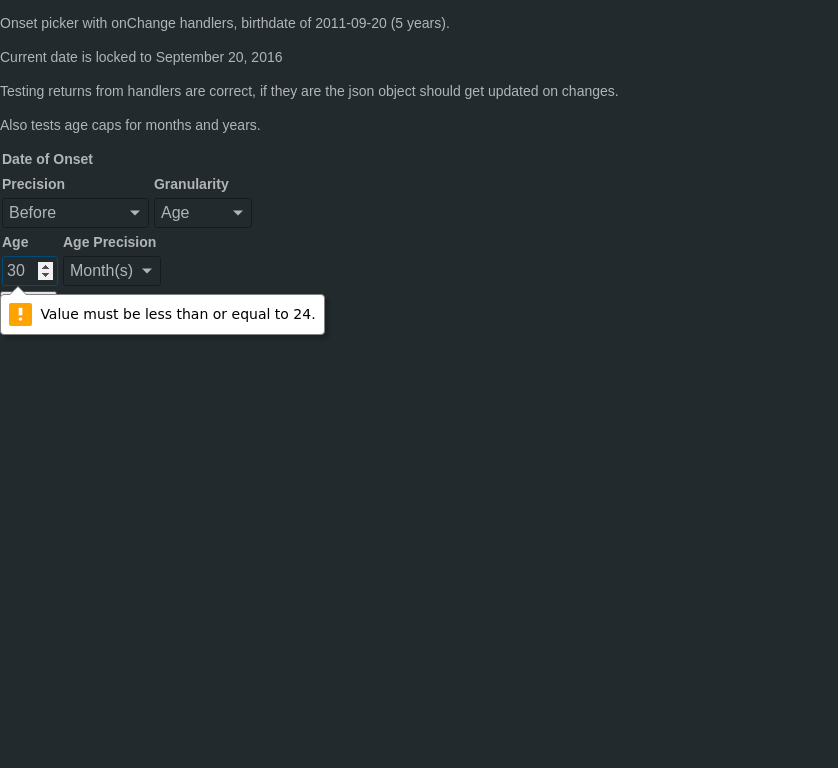 Onset picker with onChange handlers, birthdate of 2011-09-20 (5 years).
Current date is locked to September 20, 2016
Testing returns from handlers are correct, if they are the json object should get updated on changes.
Also tests age caps for months and years.
Date of Onset
Precision Granularity
Before Age
Age Age Precision
30 Month(s)
Value must be less than or equal to 24.